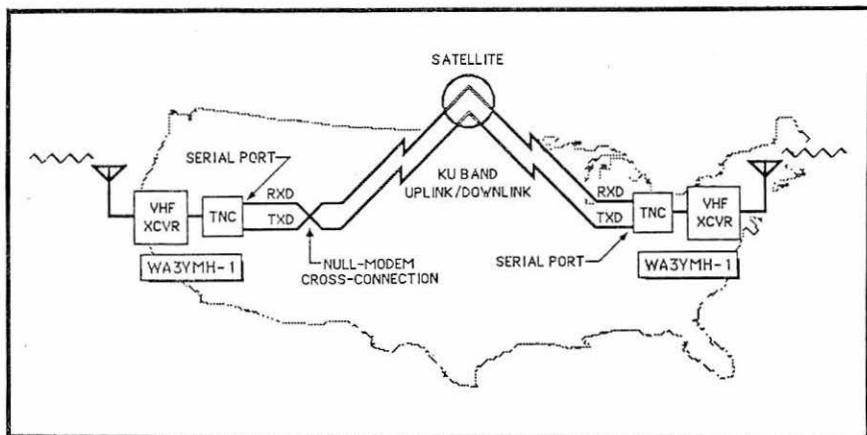 SATELLITE
SERIAL PORT
KU BAND
UPLINK/DOWNLINK
RXD
TXD
RXD
TXD
VHF
XCVR
TNC
TNC
VHF
XCVR
WA3YMH-1
NULL-MODEM
CROSS-CONNECTION
SERIAL PORT
WA3YMH-1